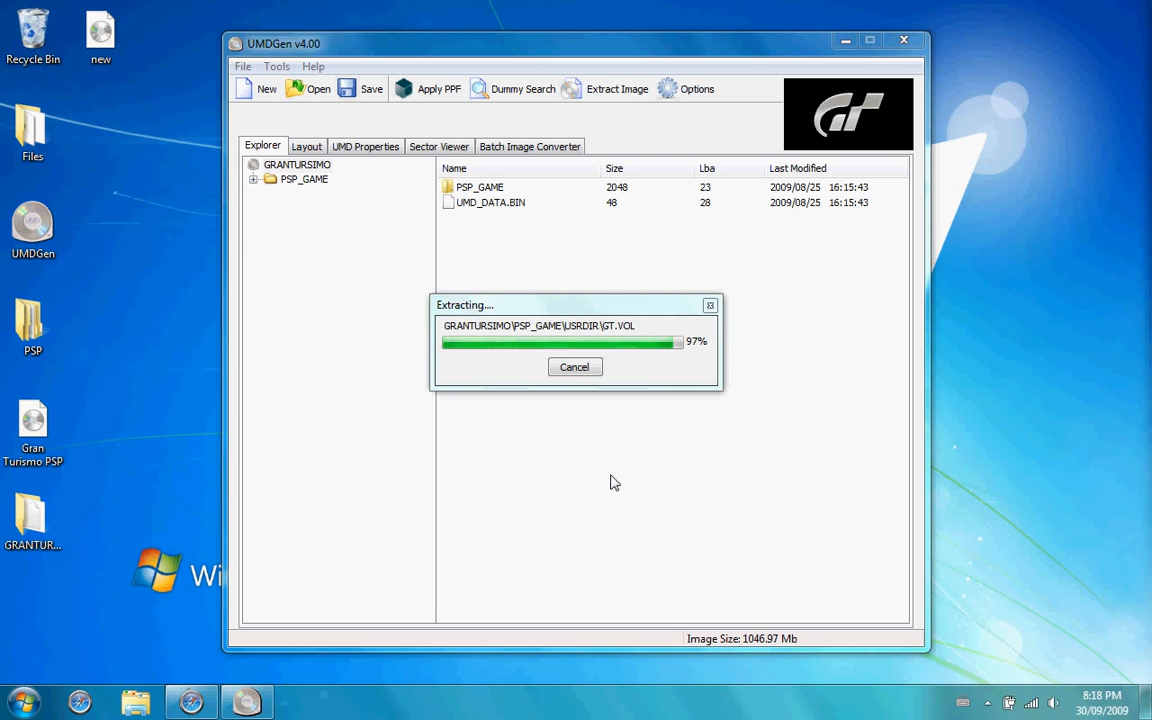 Recycle Bin
new
Files
UMDGen
PSP
Gran
Turismo PSP
GRANTUR...
UMDGen v4.00
File Tools Help
New Open Save Apply PPF Dummy Search Extract Image Options
GT
Explorer Layout UMD Properties Sector Viewer Batch Image Converter
GRANTURSIMO
PSP_GAME
Name Size Lba Last Modified
PSP_GAME 2048 23 2009/08/25 16:15:43
UMD_DATA.BIN 48 28 2009/08/25 16:15:43
Extracting....
GRANTURSIMO\PSP_GAME\USRDIR\GT.VOL
97%
Cancel
Wi
Image Size: 1046.97 Mb
8:18 PM
30/09/2009